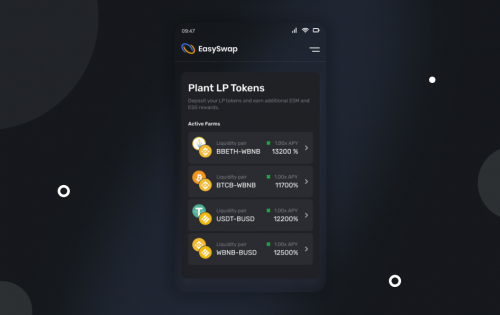 09:47
EasySwap
Plant LP Tokens
Deposit your LP tokens and earn additional ESM and
ESG rewards.
Active Farms
Liquidity pair 1.00x APY
BBETH-WBNB 13200 %
Liquidity pair 1.00x APY
BTCB-WBNB 11700%
Liquidity pair 1.00x APY
USDT-BUSD 12200%
Liquidity pair 1.00x APY
WBNB-BUSD 12500%